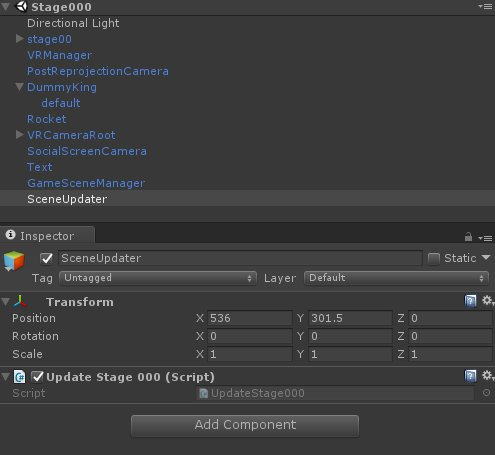 Stage000
Directional Light
stage00
VRManager
PostReprojectionCamera
DummyKing
default
Rocket
VRCameraRoot
SocialScreenCamera
Text
GameSceneManager
SceneUpdater
Inspector
SceneUpdater Static
Tag Untagged Layer Default
Transform
Position X 536 Y 301.5 Z 0
Rotation X 0 Y 0 Z 0
Scale X 1 Y 1 Z 1
Update Stage 000 (Script)
Script UpdateStage000
Add Component